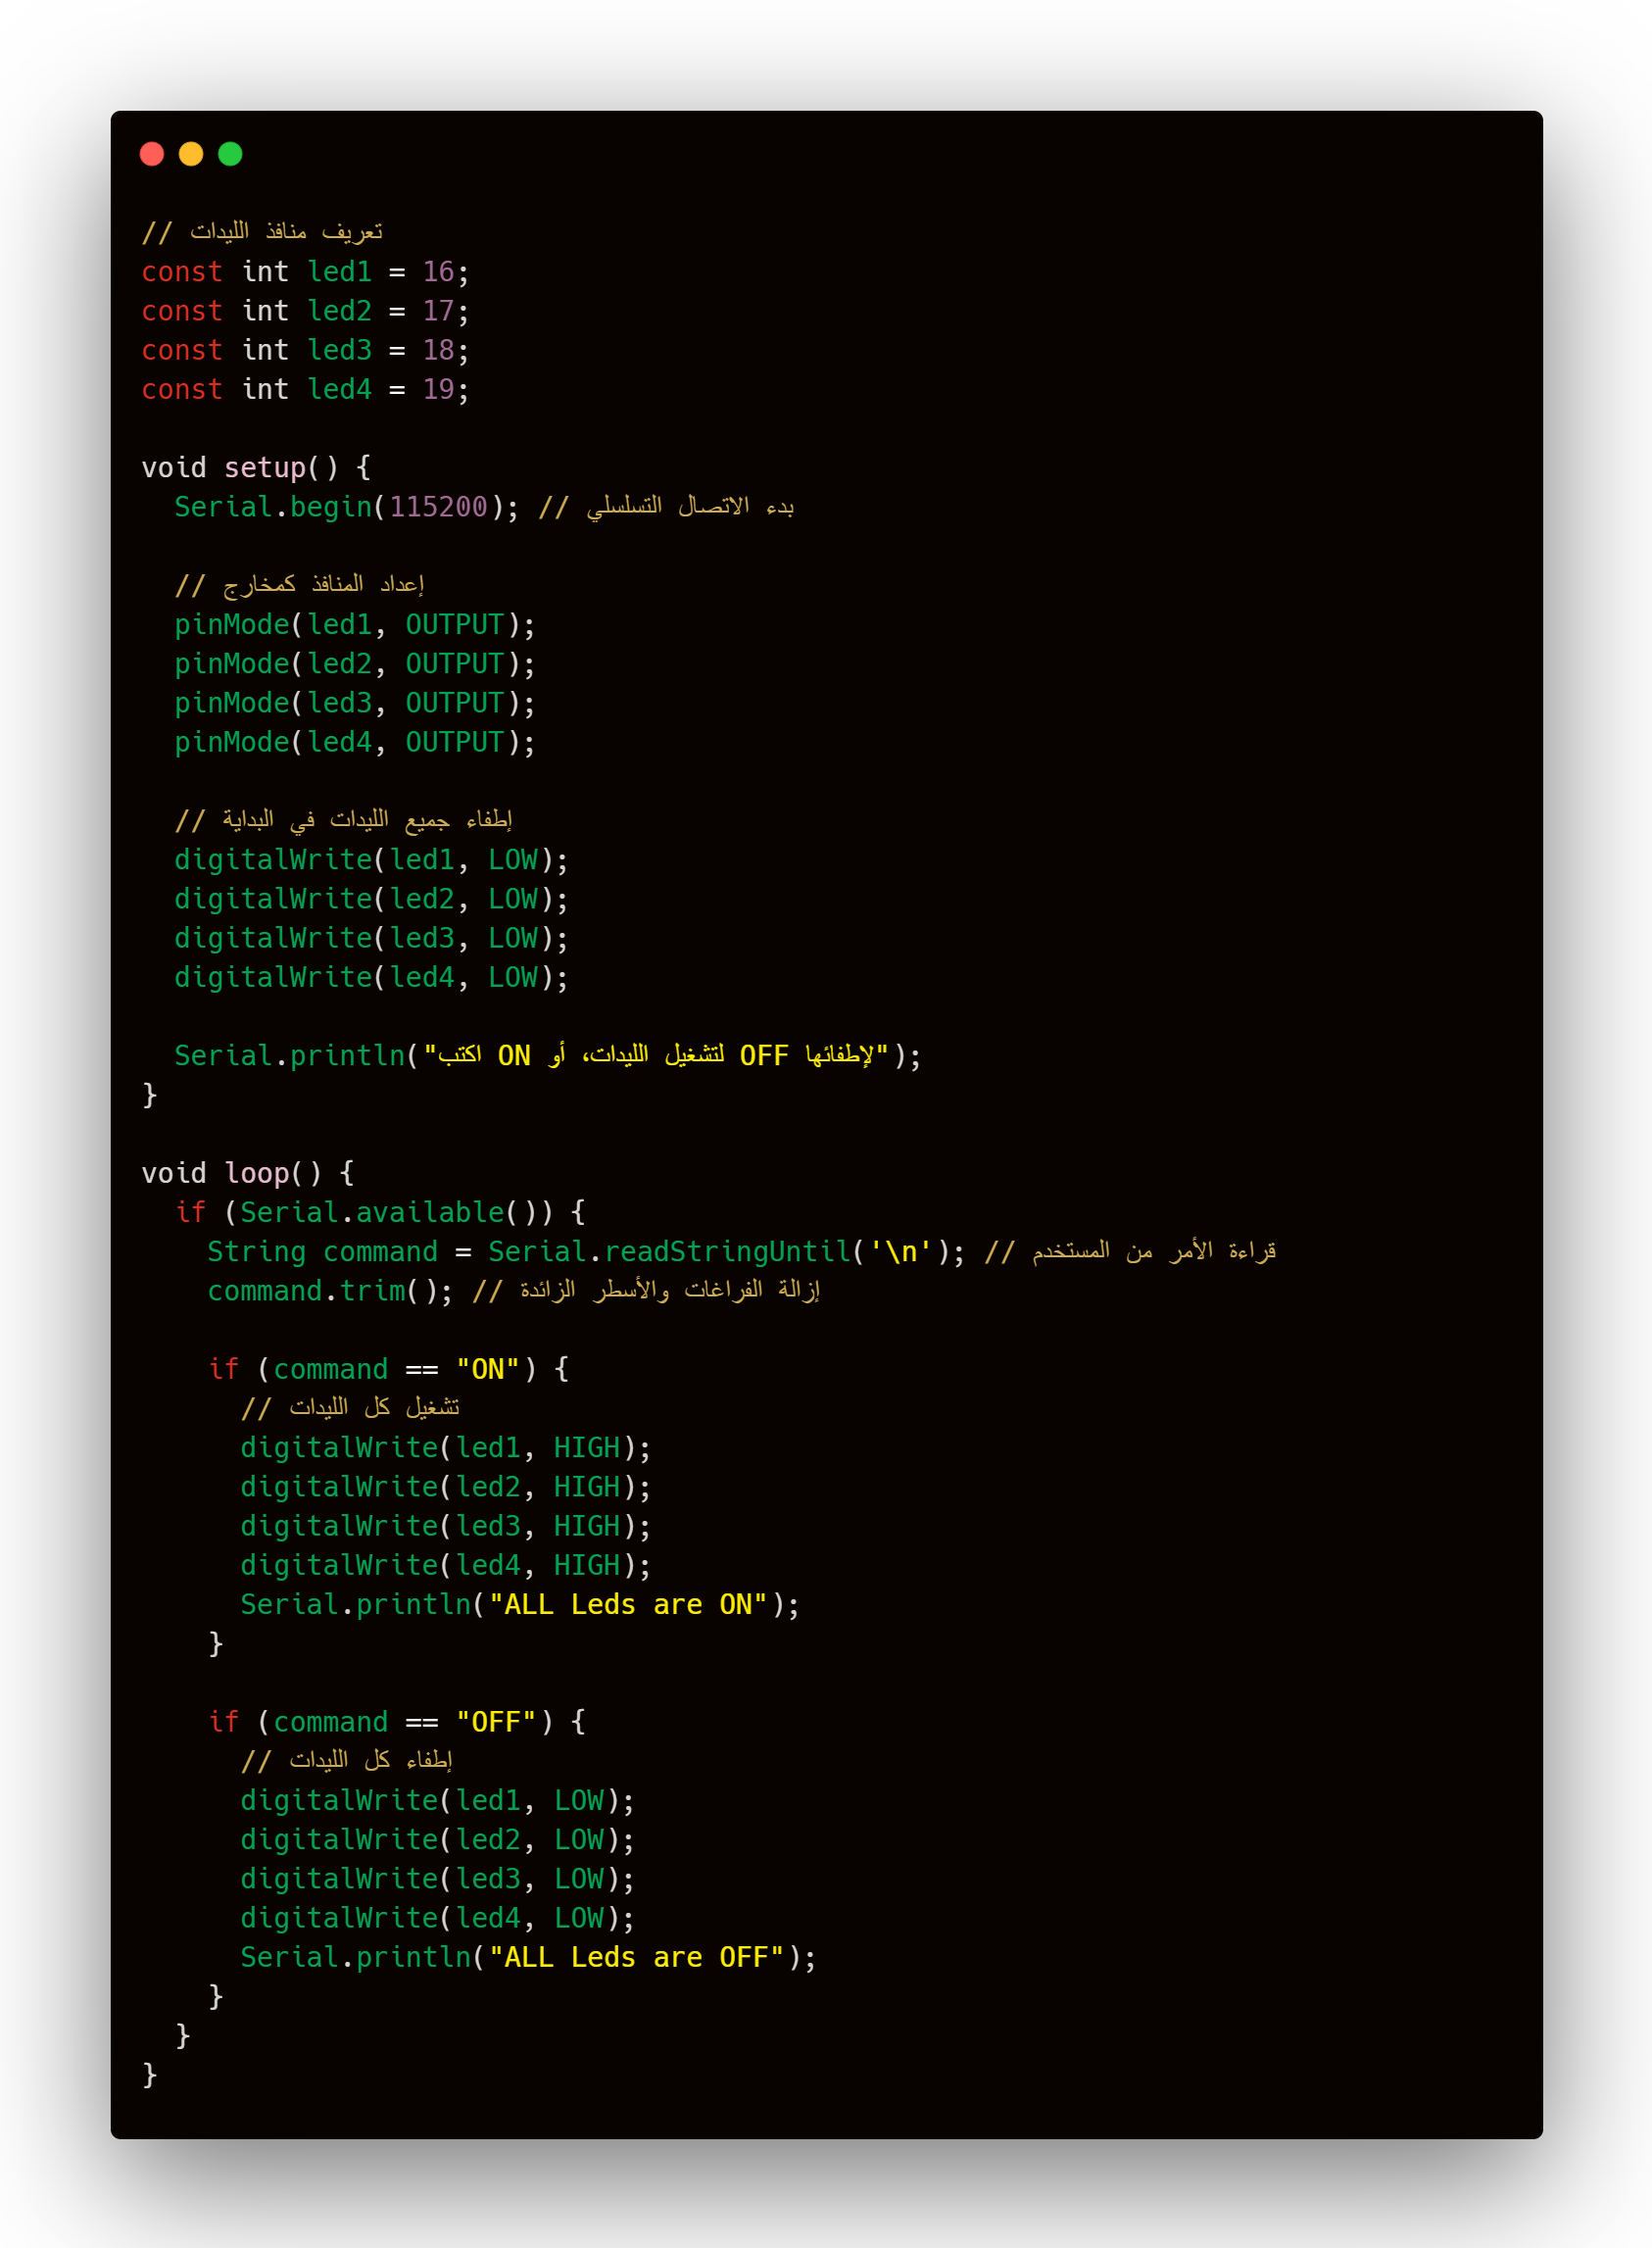 // تعريف منافذ الليدات
const int led1 = 16;
const int led2 = 17;
const int led3 = 18;
const int led4 = 19;
void setup() {
Serial.begin(115200); // بدء الاتصال التسلسلي
// إعداد المنافذ كمخارج
pinMode(led1, OUTPUT);
pinMode(led2, OUTPUT);
pinMode(led3, OUTPUT);
pinMode(led4, OUTPUT);
// إطفاء جميع الليدات في البداية
digitalWrite(led1, LOW);
digitalWrite(led2, LOW);
digitalWrite(led3, LOW);
digitalWrite(led4, LOW);
Serial.println("اكتب ON لتشغيل الليدات، أو OFF لإطفائها");
}
void loop() {
if (Serial.available()) {
String command = Serial.readStringUntil('\n'); // قراءة الأمر من المستخدم
command.trim(); // إزالة الفراغات والأسطر الزائدة
if (command == "ON") {
// تشغيل كل الليدات
digitalWrite(led1, HIGH);
digitalWrite(led2, HIGH);
digitalWrite(led3, HIGH);
digitalWrite(led4, HIGH);
Serial.println("ALL Leds are ON");
}
if (command == "OFF") {
// إطفاء كل الليدات
digitalWrite(led1, LOW);
digitalWrite(led2, LOW);
digitalWrite(led3, LOW);
digitalWrite(led4, LOW);
Serial.println("ALL Leds are OFF");
}
}
}